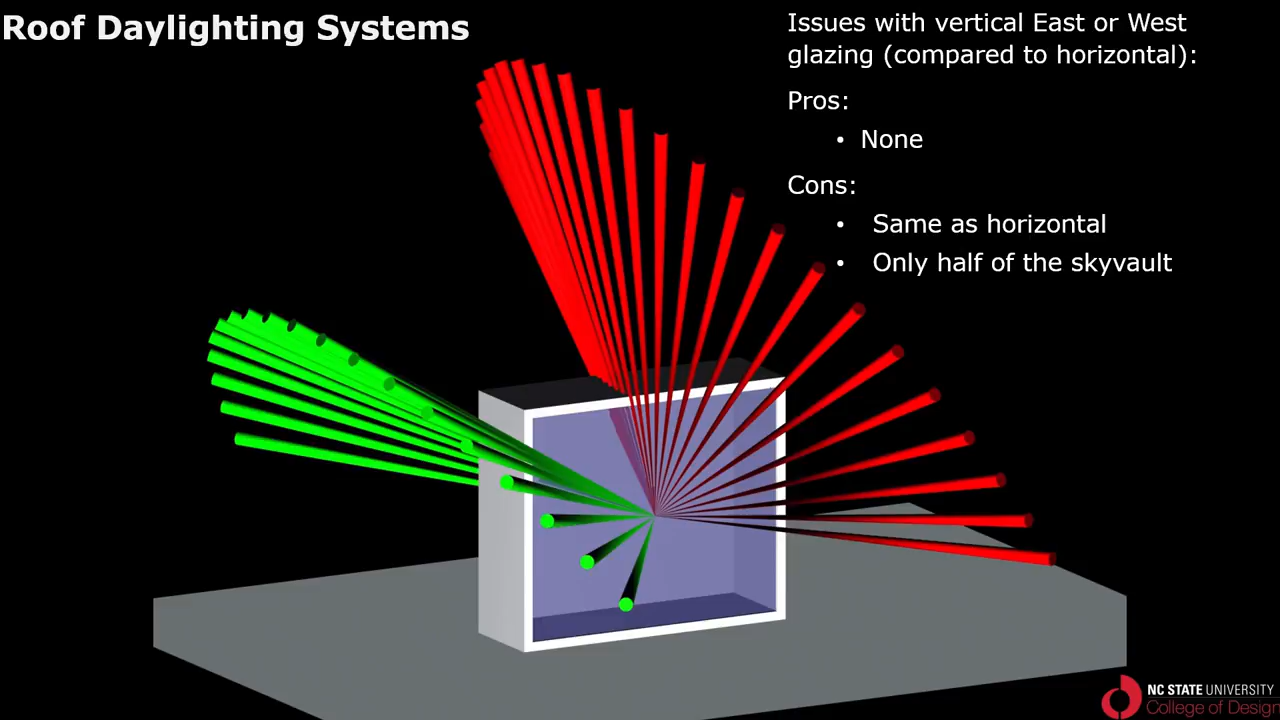 Roof Daylighting Systems
Issues with vertical East or West
glazing (compared to horizontal):
Pros:
• None
Cons:
• Same as horizontal
• Only half of the skyvault
NC STATE UNIVERSITY
College of Design